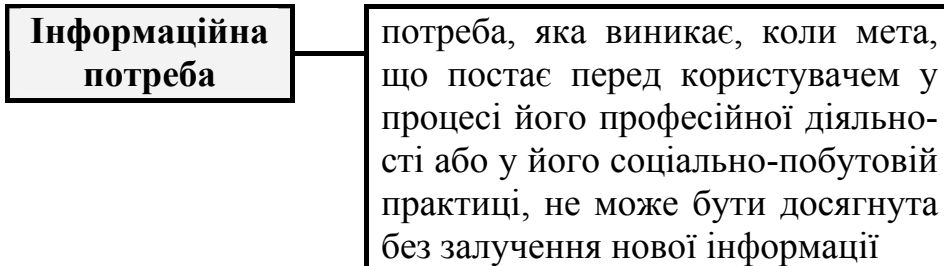 Інформаційна
потреба
потреба, яка виникає, коли мета,
що постає перед користувачем у
процесі його професійної діяльно-
сті або у його соціально-побутовій
практиці, не може бути досягнута
без залучення нової інформації